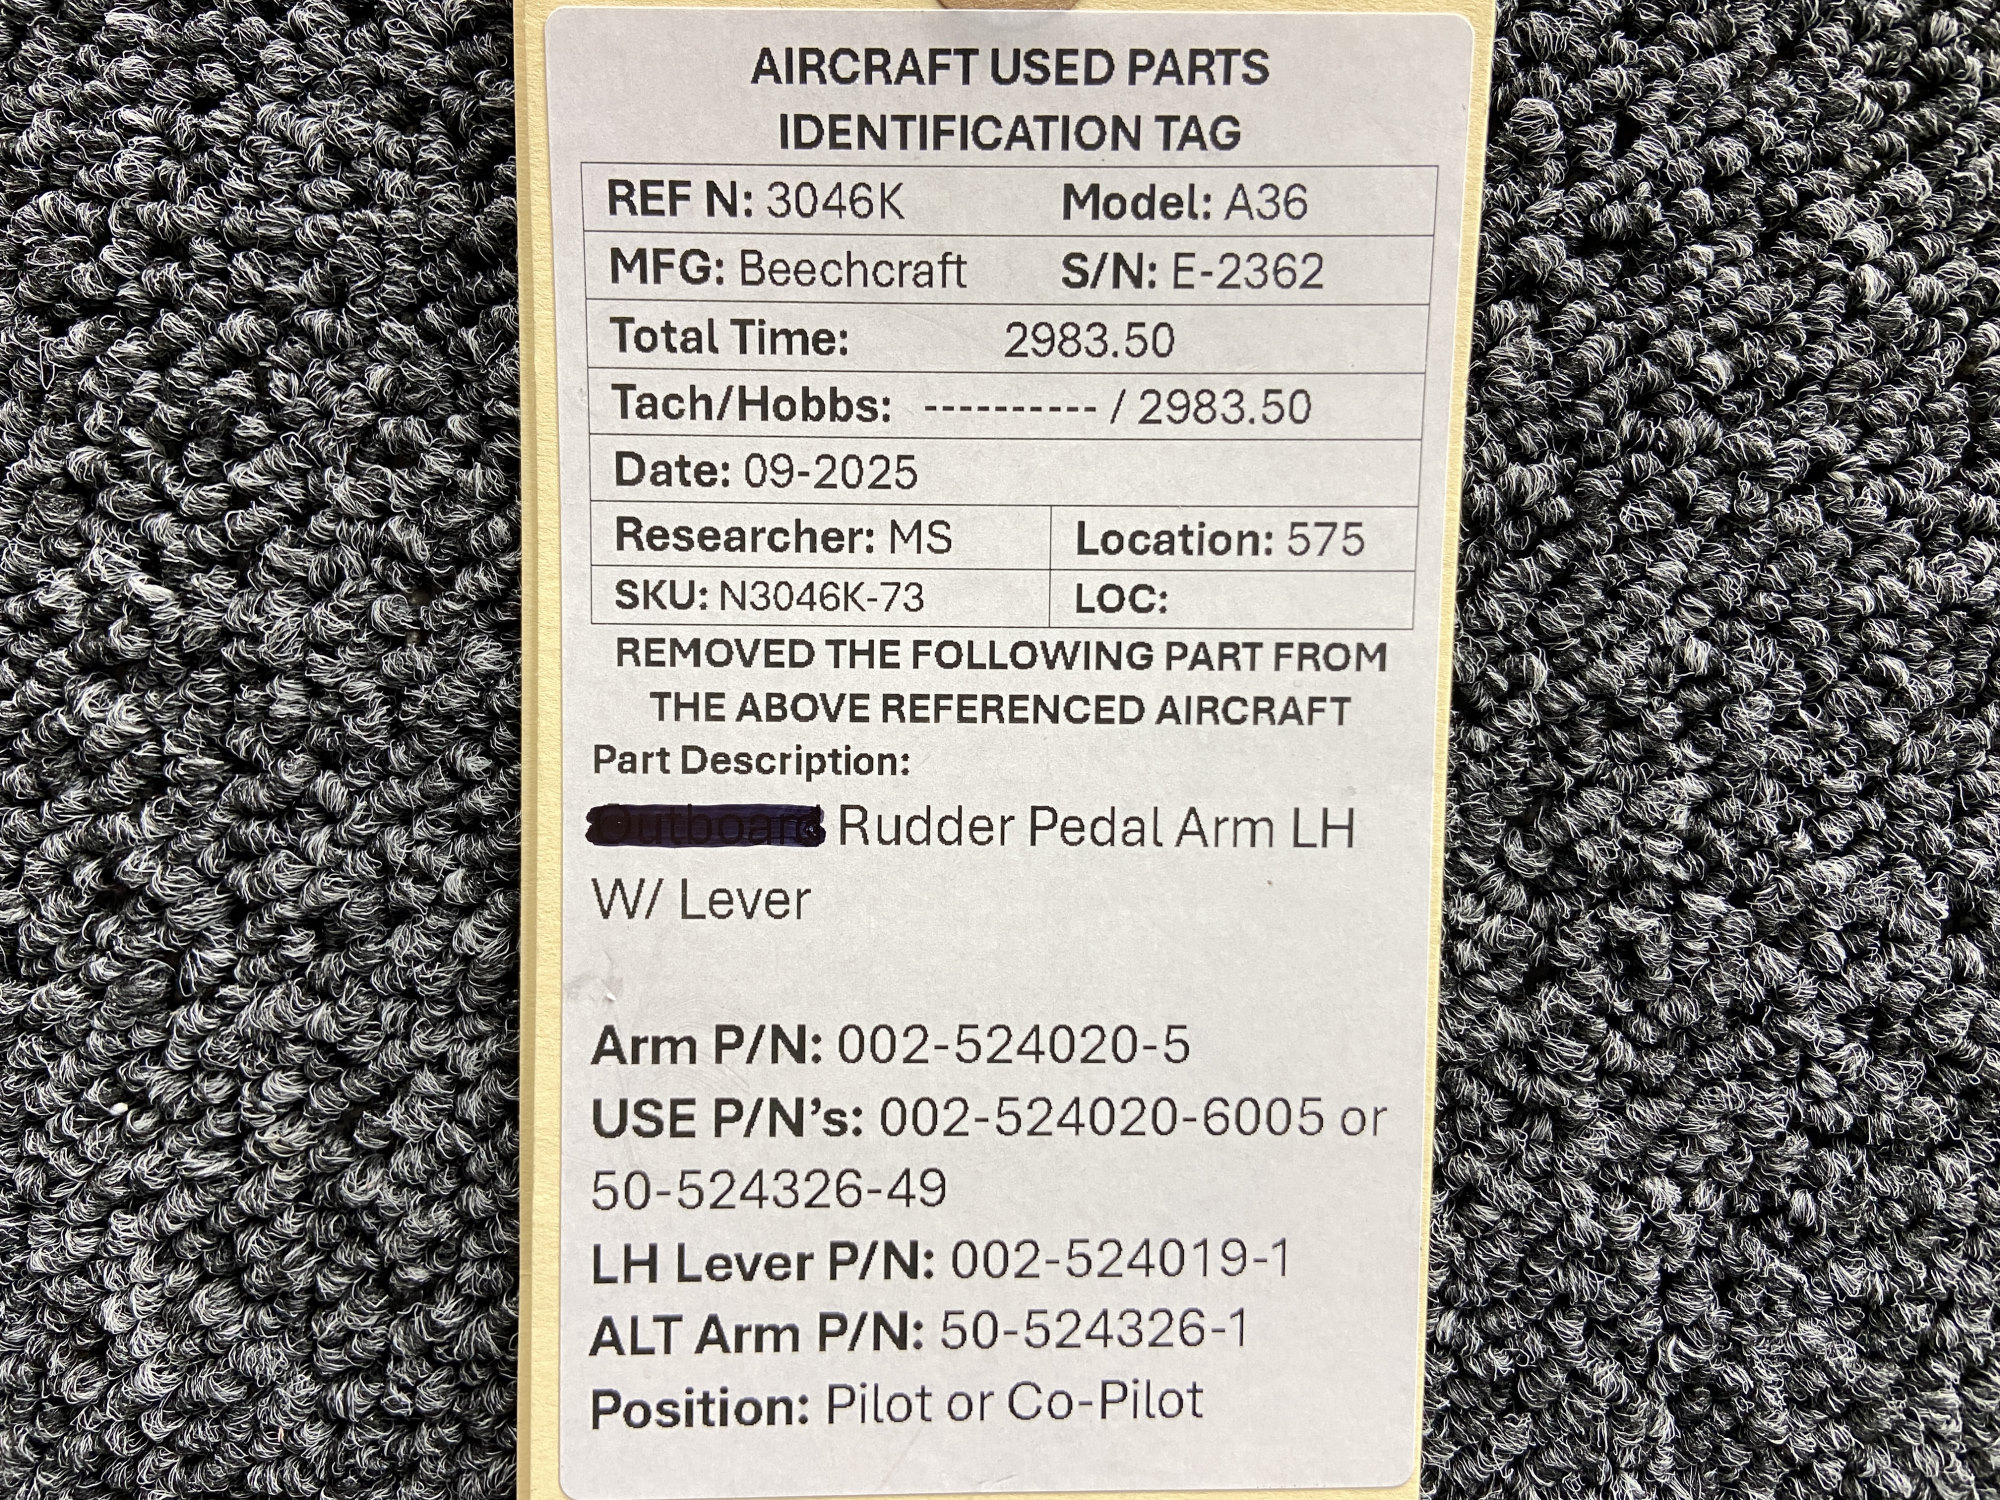 AIRCRAFT USED PARTS
IDENTIFICATION TAG
REF N: 3046K Model: A36
MFG: Beechcraft S/N: E-2362
Total Time: 2983.50
Tach/Hobbs: ---------- / 2983.50
Date: 09-2025
Researcher: MS Location: 575
SKU: N3046K-73 LOC:
REMOVED THE FOLLOWING PART FROM
THE ABOVE REFERENCED AIRCRAFT
Part Description:
Outboard Rudder Pedal Arm LH
W/ Lever
Arm P/N: 002-524020-5
USE P/N's: 002-524020-6005 or
50-524326-49
LH Lever P/N: 002-524019-1
ALT Arm P/N: 50-524326-1
Position: Pilot or Co-Pilot